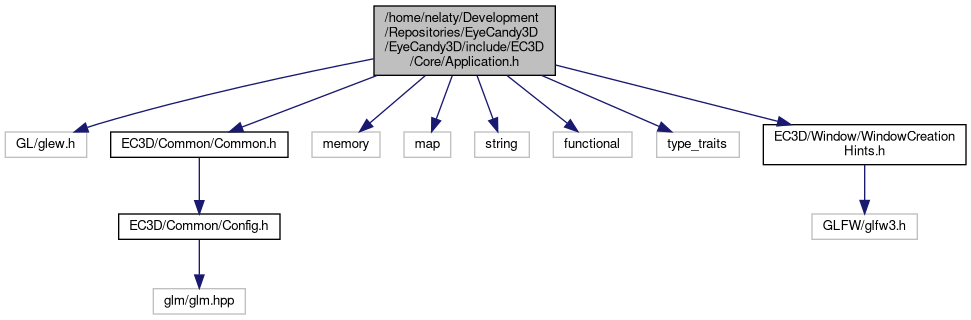 /home/nelaty/Development
/Repositories/EyeCandy3D
/EyeCandy3D/include/EC3D
/Core/Application.h
GL/glew.h
EC3D/Common/Common.h
memory
map
string
functional
type_traits
EC3D/Window/WindowCreation
Hints.h
EC3D/Common/Config.h
GLFW/glfw3.h
glm/glm.hpp